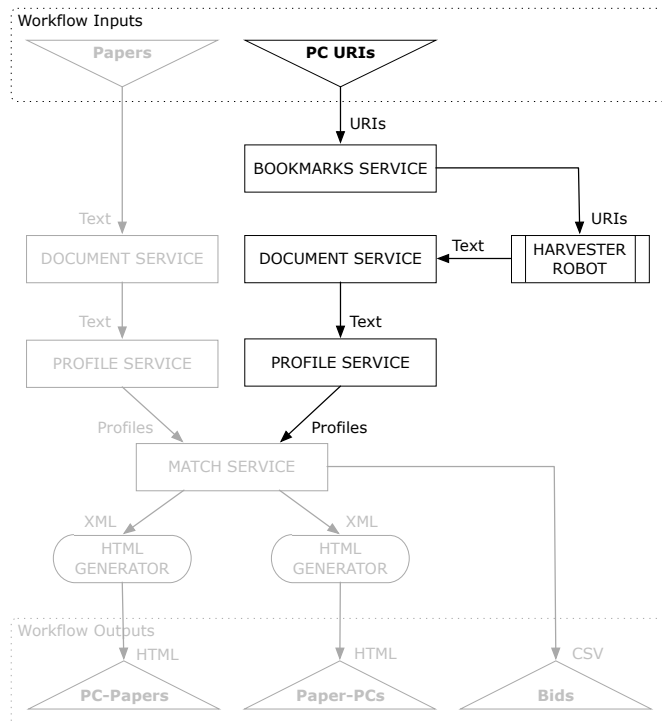 Workflow Inputs
Papers
PC URIs
URIs
BOOKMARKS SERVICE
URIs
Text
Text
DOCUMENT SERVICE
DOCUMENT SERVICE
HARVESTER
ROBOT
Text
Text
PROFILE SERVICE
PROFILE SERVICE
Profiles
Profiles
MATCH SERVICE
XML
XML
HTML
GENERATOR
HTML
GENERATOR
Workflow Outputs
HTML
HTML
CSV
PC-Papers
Paper-PCs
Bids